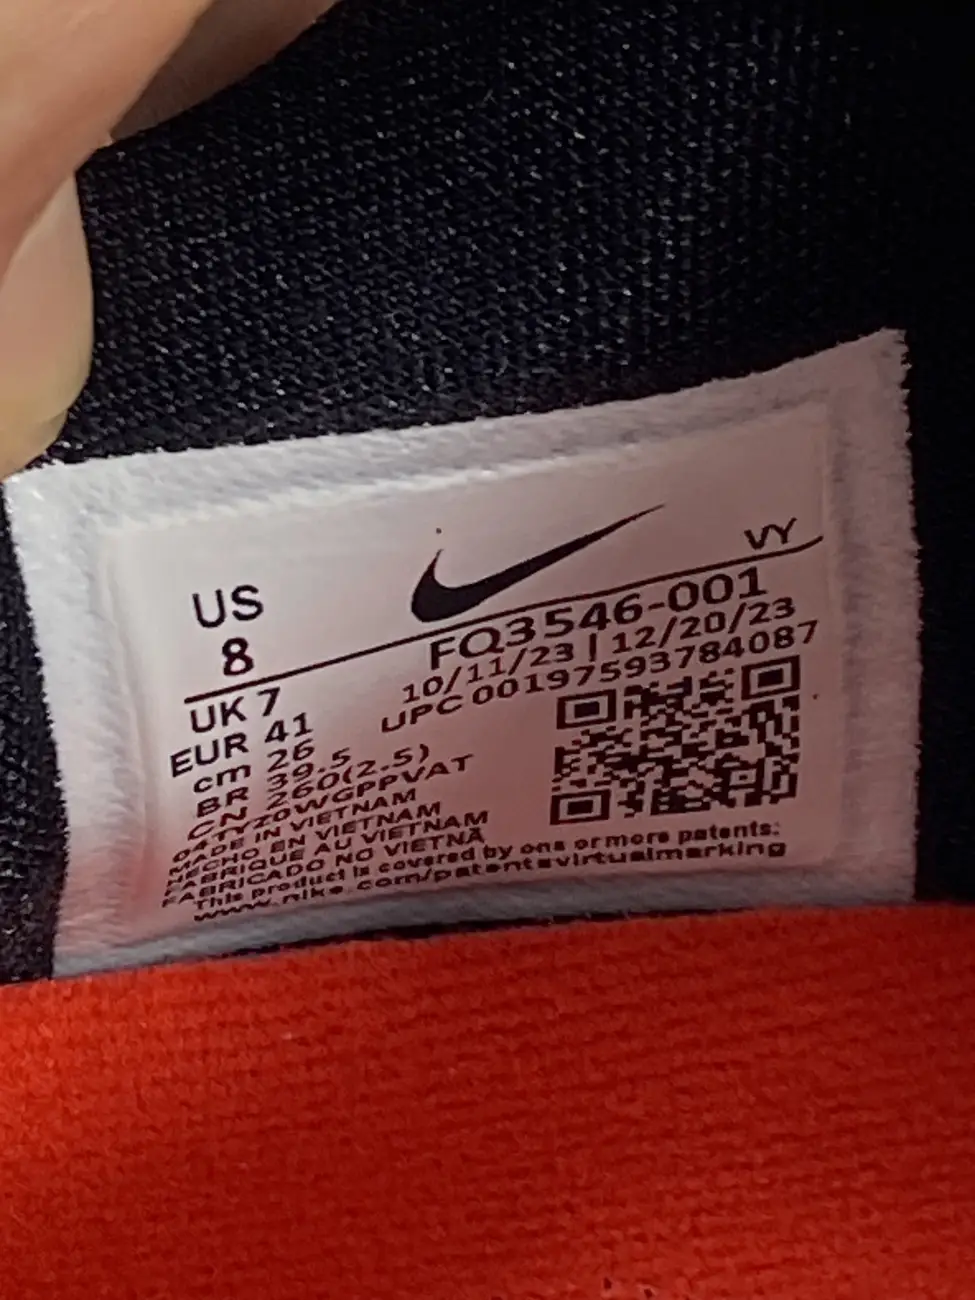 VY
US
8
FQ3546-001
10/11/23 | 12/20/23
UPC 00197593784087
UK 7
EUR 41
cm 26
BR 39.5
CN 260(2.5)
04TY20WGPPVAT
MADE IN VIETNAM
HECHO EN VIETNAM
FABRIQUE AU VIETNAM
FABRICADO NO VIETNÃ
This product is covered by one or more patents:
www.nike.com/patentsvirtualmarking